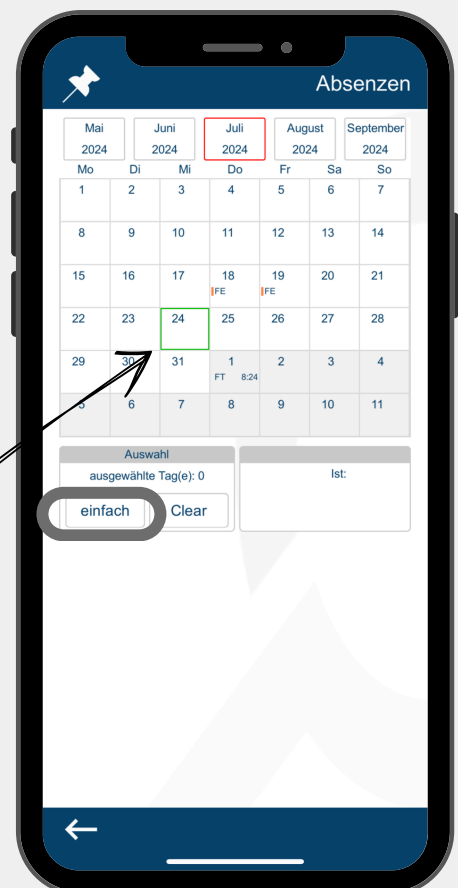 Absenzen
Mai Juni Juli August September
2024 2024 2024 2024 2024
Mo Di Mi Do Fr Sa So
1 2 3 4 5 6 7
8 9 10 11 12 13 14
15 16 17 18 19 20 21
FE FE
22 23 24 25 26 27 28
29 30 31 1 2 3 4
FT 8:24
5 6 7 8 9 10 11
Auswahl
ausgewählte Tag(e): 0 Ist:
einfach Clear